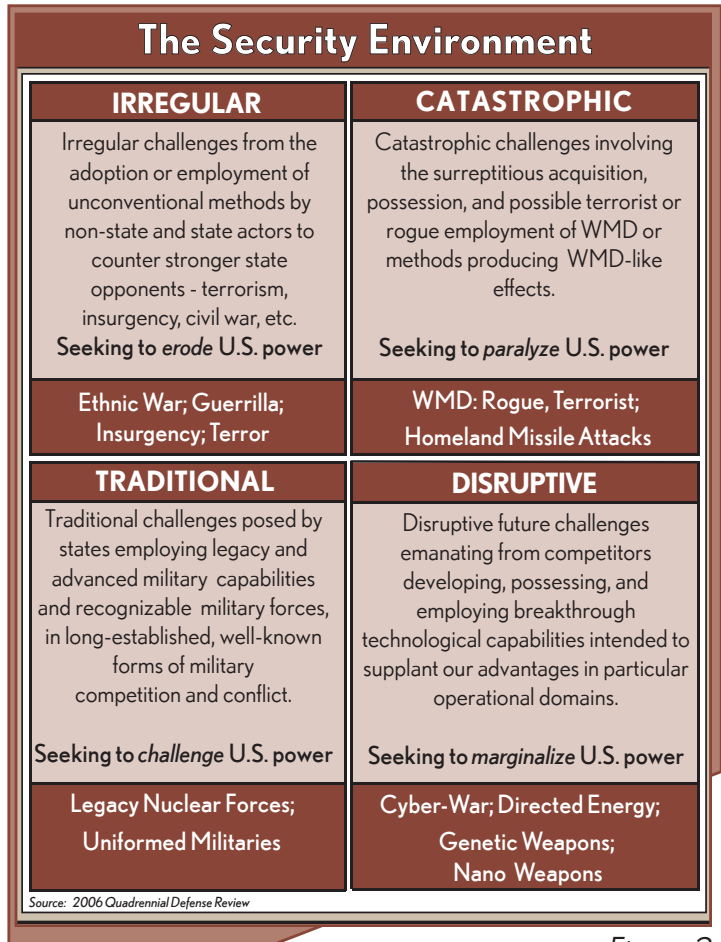 The Security Environment
IRREGULAR
Irregular challenges from the
adoption or employment of
unconventional methods by
non-state and state actors to
counter stronger state
opponents - terrorism,
insurgency, civil war, etc.
Seeking to erode U.S. power
Ethnic War; Guerrilla;
Insurgency; Terror
CATASTROPHIC
Catastrophic challenges involving
the surreptitious acquisition,
possession, and possible terrorist or
rogue employment of WMD or
methods producing WMD-like
effects.
Seeking to paralyze U.S. power
WMD: Rogue, Terrorist;
Homeland Missile Attacks
TRADITIONAL
Traditional challenges posed by
states employing legacy and
advanced military capabilities
and recognizable military forces,
in long-established, well-known
forms of military
competition and conflict.
Seeking to challenge U.S. power
Legacy Nuclear Forces;
Uniformed Militaries
DISRUPTIVE
Disruptive future challenges
emanating from competitors
developing, possessing, and
employing breakthrough
technological capabilities intended to
supplant our advantages in particular
operational domains.
Seeking to marginalize U.S. power
Cyber-War; Directed Energy;
Genetic Weapons;
Nano Weapons
Source: 2006 Quadrennial Defense Review